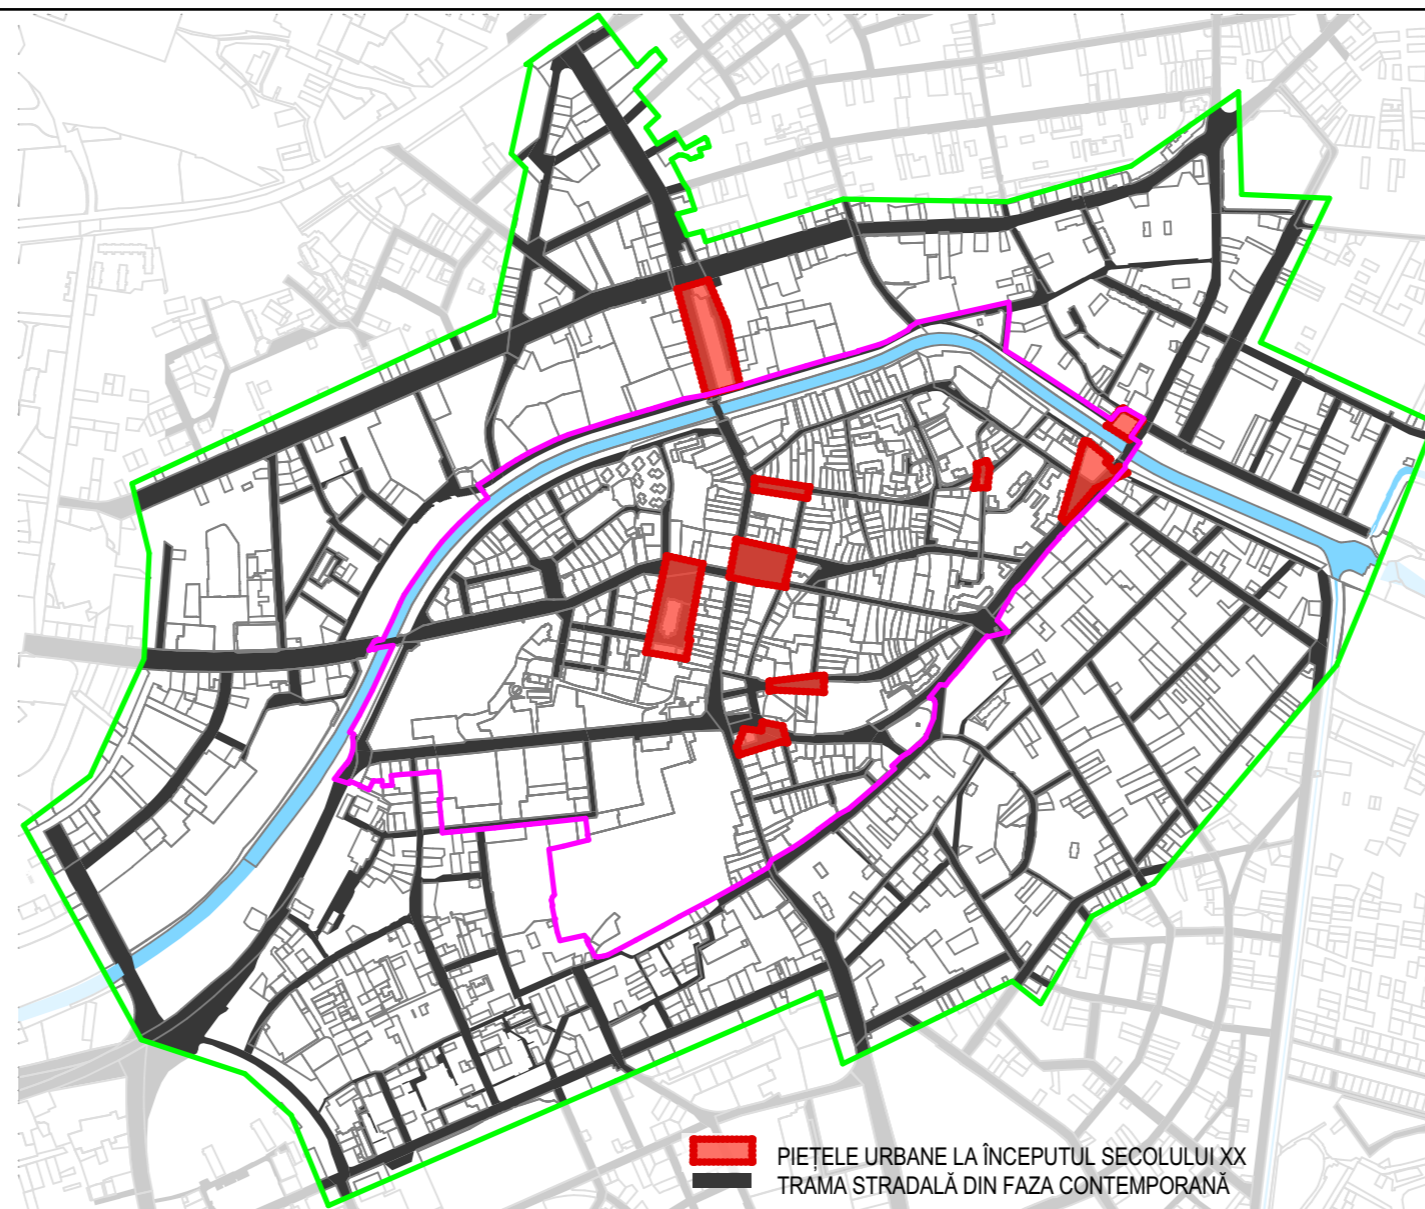 PIEȚELE URBANE LA ÎNCEPUTUL SECOLULUI XX
TRAMA STRADALĂ DIN FAZA CONTEMPORANĂ